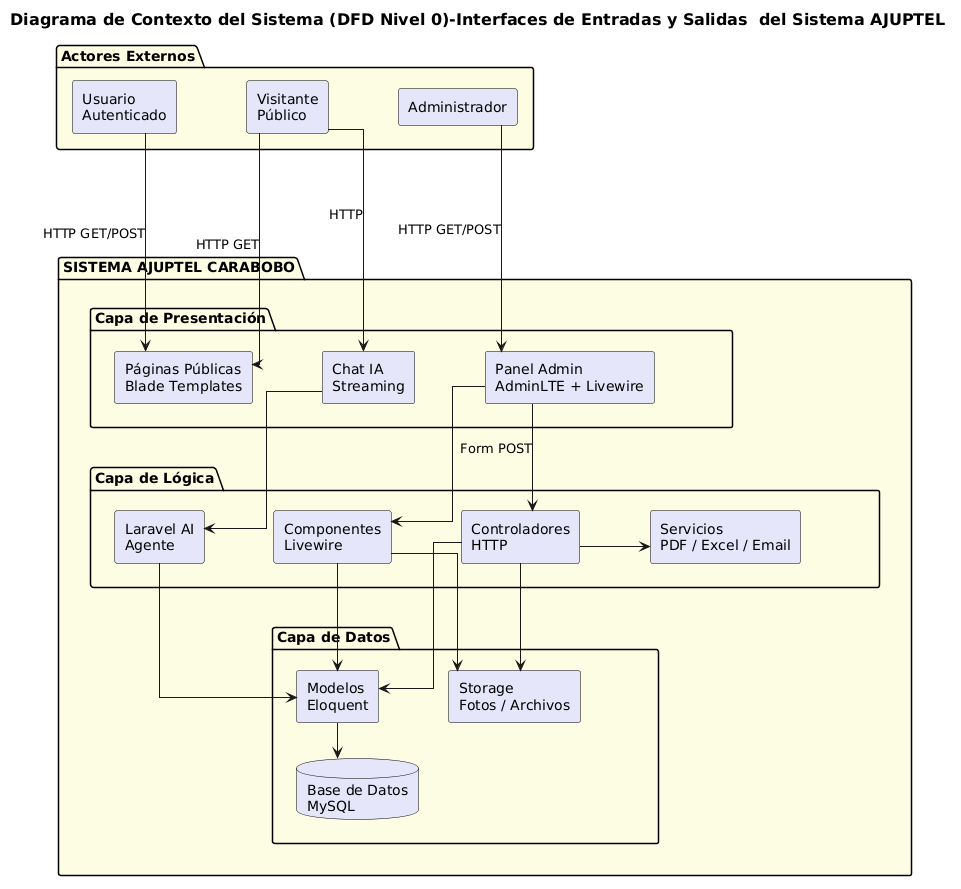 Diagrama de Contexto del Sistema (DFD Nivel 0)-Interfaces de Entradas y Salidas  del Sistema AJUPTEL
Actores Externos
Usuario
Autenticado
Visitante
Público
Administrador
HTTP GET/POST
HTTP GET
HTTP
HTTP GET/POST
SISTEMA AJUPTEL CARABOBO
Capa de Presentación
Páginas Públicas
Blade Templates
Chat IA
Streaming
Panel Admin
AdminLTE + Livewire
Form POST
Capa de Lógica
Laravel AI
Agente
Componentes
Livewire
Controladores
HTTP
Servicios
PDF / Excel / Email
Capa de Datos
Modelos
Eloquent
Storage
Fotos / Archivos
Base de Datos
MySQL